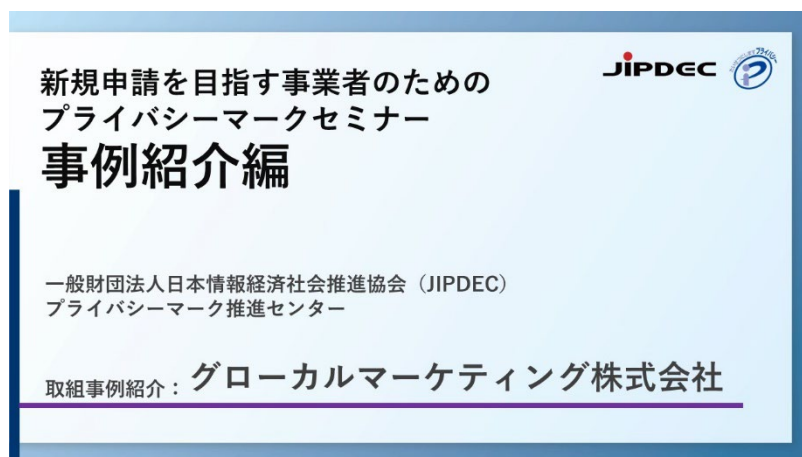 JIPDEC
新規申請を目指す事業者のための
プライバシーマークセミナー
事例紹介編
一般財団法人日本情報経済社会推進協会（JIPDEC）
プライバシーマーク推進センター
取組事例紹介：グローカルマーケティング株式会社